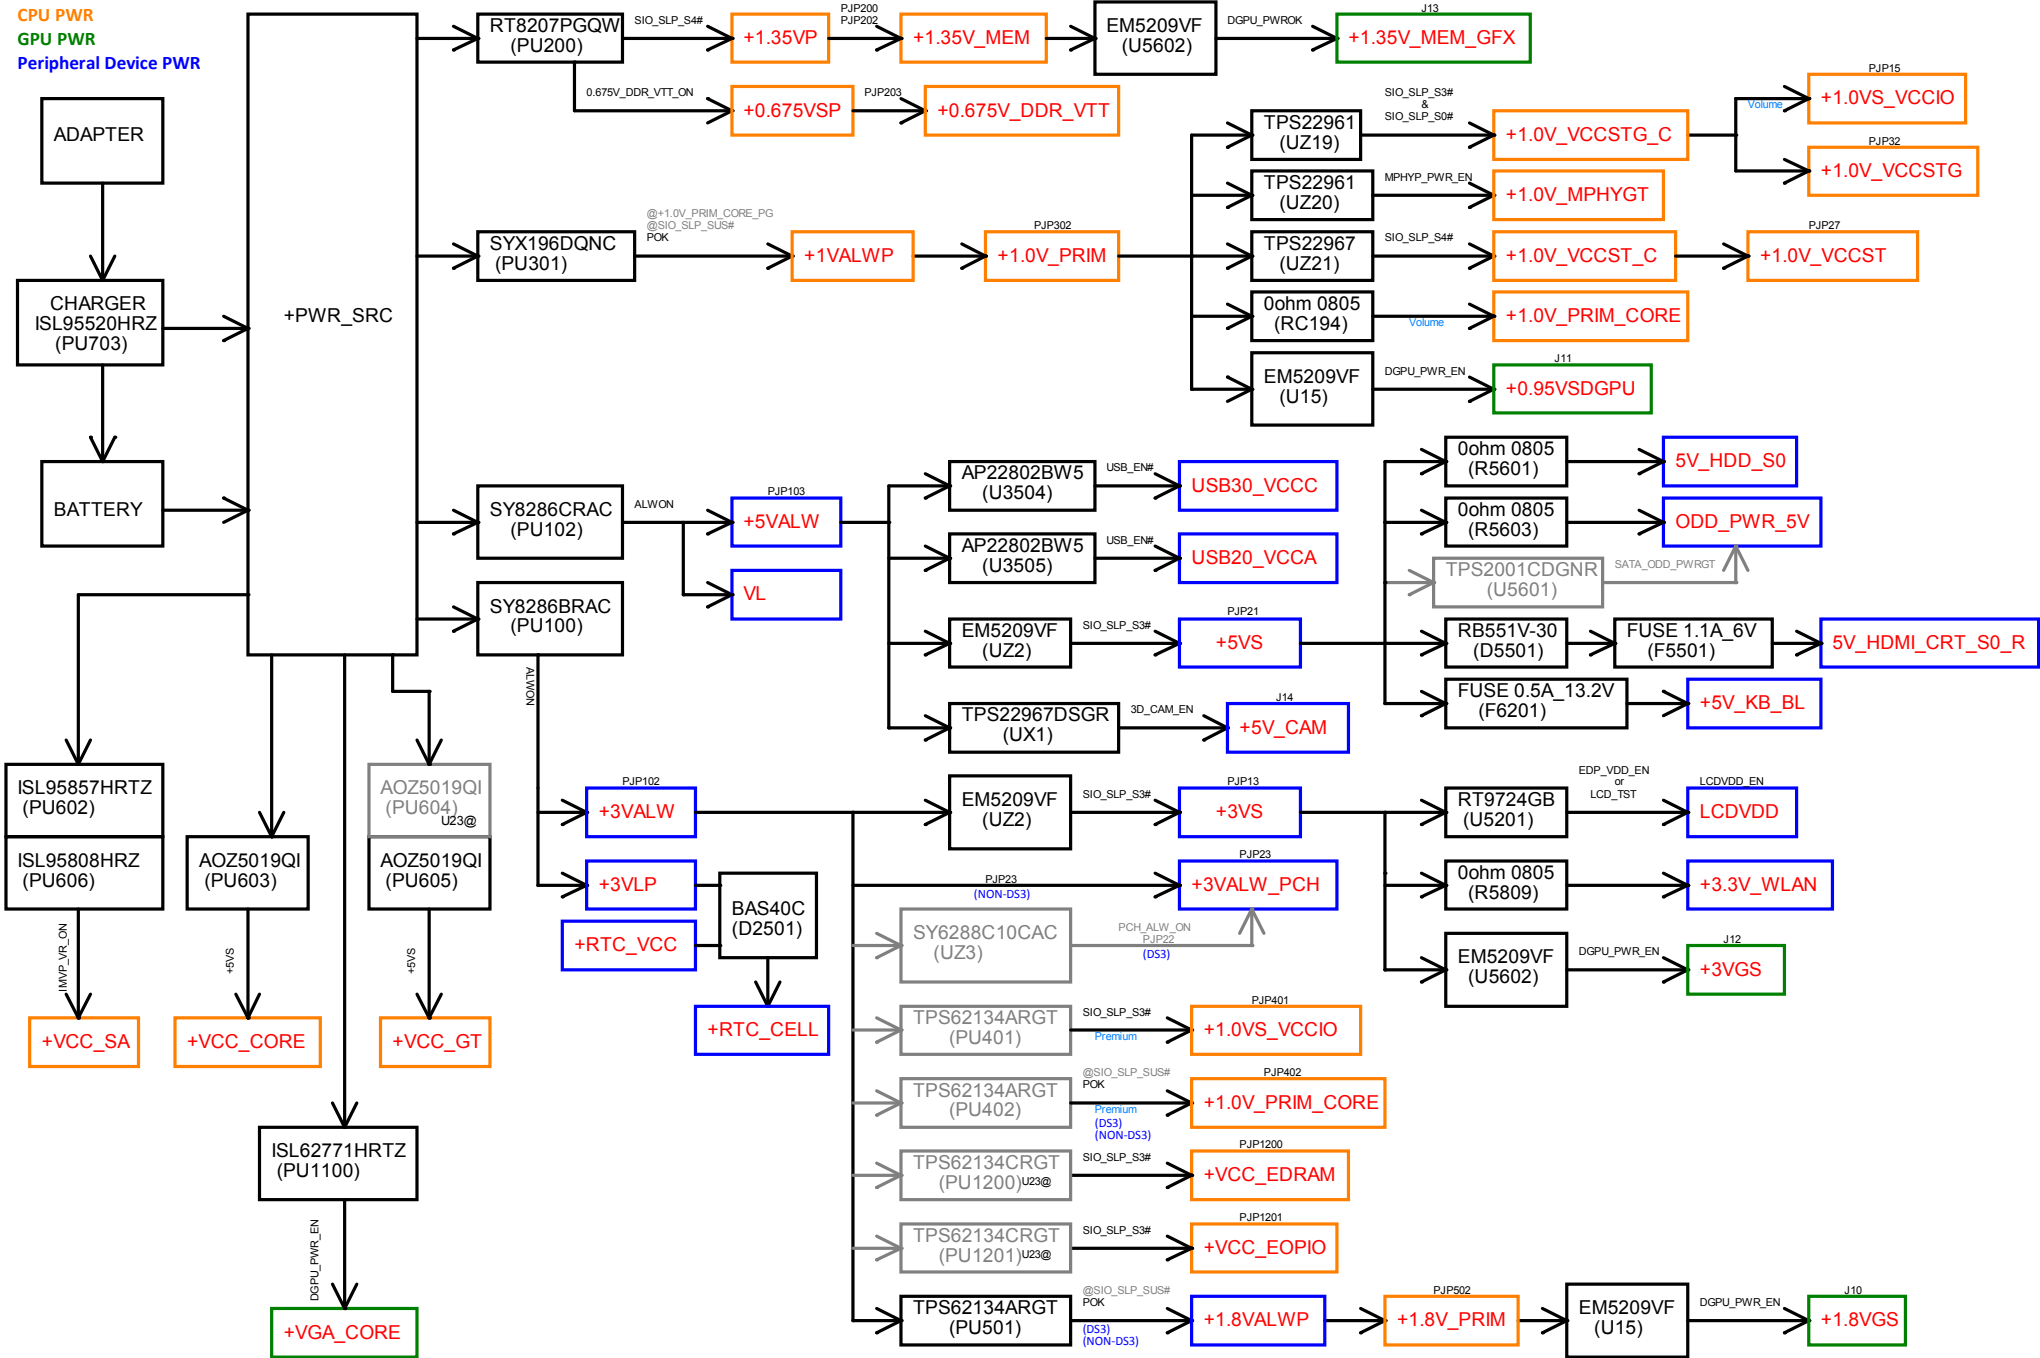 CPU PWR
GPU PWR
Peripheral Device PWR
ADAPTER
CHARGER
ISL95520HRZ
(PU703)
BATTERY
+PWR_SRC
RT8207PGQW
(PU200)
SIO_SLP_S4#
+1.35VP
PJP200
PJP202
+1.35V_MEM
EM5209VF
(U5602)
DGPU_PWROK
J13
+1.35V_MEM_GFX
0.675V_DDR_VTT_ON
+0.675VSP
PJP203
+0.675V_DDR_VTT
SYX196DQNC
(PU301)
@+1.0V_PRIM_CORE_PG
@SIO_SLP_SUS#
POK
+1VALWP
PJP302
+1.0V_PRIM
TPS22961
(UZ19)
SIO_SLP_S3#
&
SIO_SLP_S0#
+1.0V_VCCSTG_C
Volume
PJP15
+1.0VS_VCCIO
PJP32
+1.0V_VCCSTG
TPS22961
(UZ20)
MPHYP_PWR_EN
+1.0V_MPHYGT
TPS22967
(UZ21)
SIO_SLP_S4#
+1.0V_VCCST_C
PJP27
+1.0V_VCCST
0ohm 0805
(RC194)
Volume
+1.0V_PRIM_CORE
EM5209VF
(U15)
DGPU_PWR_EN
J11
+0.95VSDGPU
SY8286CRAC
(PU102)
ALWON
PJP103
+5VALW
VL
AP22802BW5
(U3504)
USB_EN#
USB30_VCCC
AP22802BW5
(U3505)
USB_EN#
USB20_VCCA
EM5209VF
(UZ2)
SIO_SLP_S3#
PJP21
+5VS
TPS22967DSGR
(UX1)
3D_CAM_EN
J14
+5V_CAM
0ohm 0805
(R5601)
5V_HDD_S0
0ohm 0805
(R5603)
ODD_PWR_5V
TPS2001CDGNR
(U5601)
SATA_ODD_PWRGT
RB551V-30
(D5501)
FUSE 1.1A_6V
(F5501)
5V_HDMI_CRT_S0_R
FUSE 0.5A_13.2V
(F6201)
+5V_KB_BL
SY8286BRAC
(PU100)
ALWON
PJP102
+3VALW
+3VLP
+RTC_VCC
BAS40C
(D2501)
+RTC_CELL
EM5209VF
(UZ2)
SIO_SLP_S3#
PJP13
+3VS
RT9724GB
(U5201)
EDP_VDD_EN
or
LCD_TST
LCDVDD_EN
LCDVDD
0ohm 0805
(R5809)
+3.3V_WLAN
EM5209VF
(U5602)
DGPU_PWR_EN
J12
+3VGS
PJP23
(NON-DS3)
PJP23
+3VALW_PCH
SY6288C10CAC
(UZ3)
PCH_ALW_ON
PJP22
(DS3)
TPS62134ARGT
(PU401)
SIO_SLP_S3#
Premium
PJP401
+1.0VS_VCCIO
TPS62134ARGT
(PU402)
@SIO_SLP_SUS#
POK
Premium
(DS3)
(NON-DS3)
PJP402
+1.0V_PRIM_CORE
TPS62134CRGT
(PU1200) U23@
SIO_SLP_S3#
PJP1200
+VCC_EDRAM
TPS62134CRGT
(PU1201) U23@
SIO_SLP_S3#
PJP1201
+VCC_EOPIO
TPS62134ARGT
(PU501)
@SIO_SLP_SUS#
POK
(DS3)
(NON-DS3)
+1.8VALWP
PJP502
+1.8V_PRIM
EM5209VF
(U15)
DGPU_PWR_EN
J10
+1.8VGS
ISL95857HRTZ
(PU602)
ISL95808HRZ
(PU606)
IMVP_VR_ON
+VCC_SA
AOZ5019QI
(PU603)
+5VS
+VCC_CORE
AOZ5019QI
(PU604)
U23@
AOZ5019QI
(PU605)
+5VS
+VCC_GT
ISL62771HRTZ
(PU1100)
DGPU_PWR_EN
+VGA_CORE